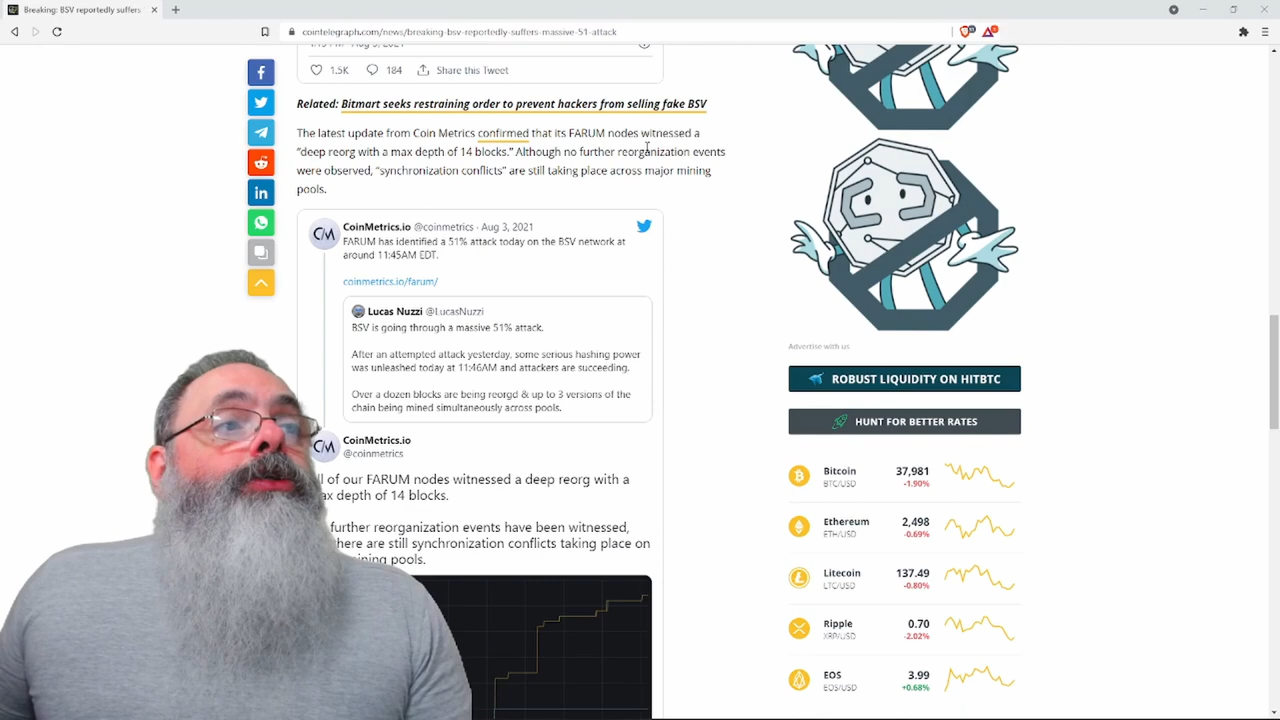 Breaking: BSV reportedly suffers
cointelegraph.com/news/breaking-bsv-reportedly-suffers-massive-51-attack
1.5K 184 Share this Tweet
Related: Bitmart seeks restraining order to prevent hackers from selling fake BSV
The latest update from Coin Metrics confirmed that its FARUM nodes witnessed a
“deep reorg with a max depth of 14 blocks.” Although no further reorganization events
were observed, “synchronization conflicts” are still taking place across major mining
pools.
CM CoinMetrics.io @coinmetrics · Aug 3, 2021
FARUM has identified a 51% attack today on the BSV network at
around 11:45AM EDT.
coinmetrics.io/farum/
Lucas Nuzzi @LucasNuzzi
BSV is going through a massive 51% attack.
After an attempted attack yesterday, some serious hashing power
was unleashed today at 11:46AM and attackers are succeeding.
Over a dozen blocks are being reorgd & up to 3 versions of the
chain being mined simultaneously across pools.
CM CoinMetrics.io
@coinmetrics
of our FARUM nodes witnessed a deep reorg with a
depth of 14 blocks.
further reorganization events have been witnessed,
there are still synchronization conflicts taking place on
pools.
Advertise with us
ROBUST LIQUIDITY ON HITBTC
HUNT FOR BETTER RATES
Bitcoin 37,981
BTC/USD -1.90%
Ethereum 2,498
ETH/USD -0.69%
Litecoin 137.49
LTC/USD -0.80%
Ripple 0.70
XRP/USD -2.02%
EOS 3.99
EOS/USD +0.68%